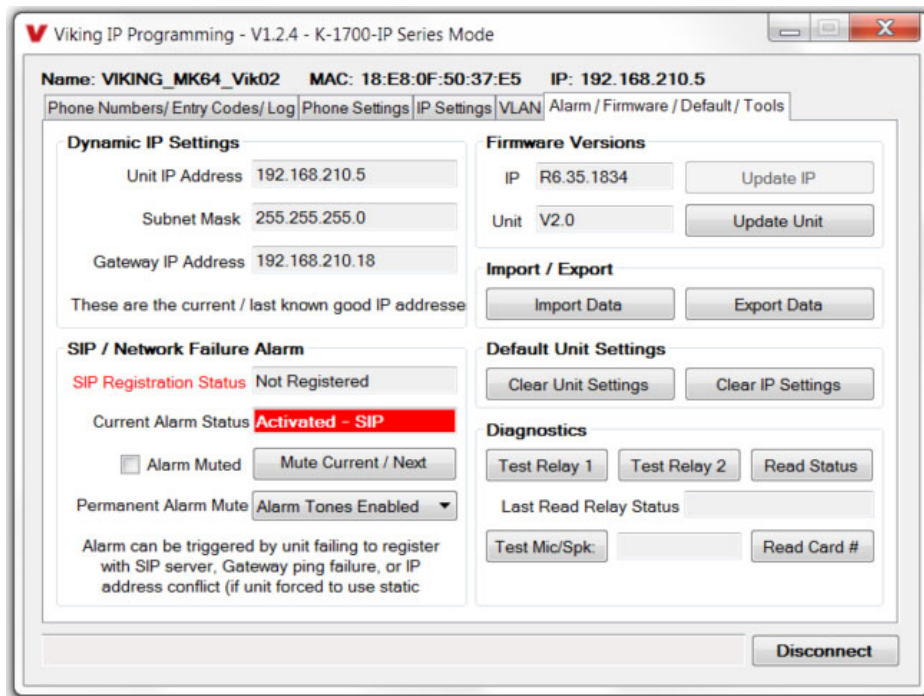 Viking IP Programming - V1.2.4 - K-1700-IP Series Mode
Name: VIKING_MK64_Vik02 MAC: 18:E8:0F:50:37:E5 IP: 192.168.210.5
Phone Numbers/ Entry Codes/ Log Phone Settings IP Settings VLAN Alarm / Firmware / Default / Tools
Dynamic IP Settings
Unit IP Address 192.168.210.5
Subnet Mask 255.255.255.0
Gateway IP Address 192.168.210.18
These are the current / last known good IP addresse
SIP / Network Failure Alarm
SIP Registration Status Not Registered
Current Alarm Status Activated - SIP
Alarm Muted Mute Current / Next
Permanent Alarm Mute Alarm Tones Enabled
Alarm can be triggered by unit failing to register
with SIP server, Gateway ping failure, or IP
address conflict (if unit forced to use static
Firmware Versions
IP R6.35.1834 Update IP
Unit V2.0 Update Unit
Import / Export
Import Data Export Data
Default Unit Settings
Clear Unit Settings Clear IP Settings
Diagnostics
Test Relay 1 Test Relay 2 Read Status
Last Read Relay Status
Test Mic/Spk: Read Card #
Disconnect